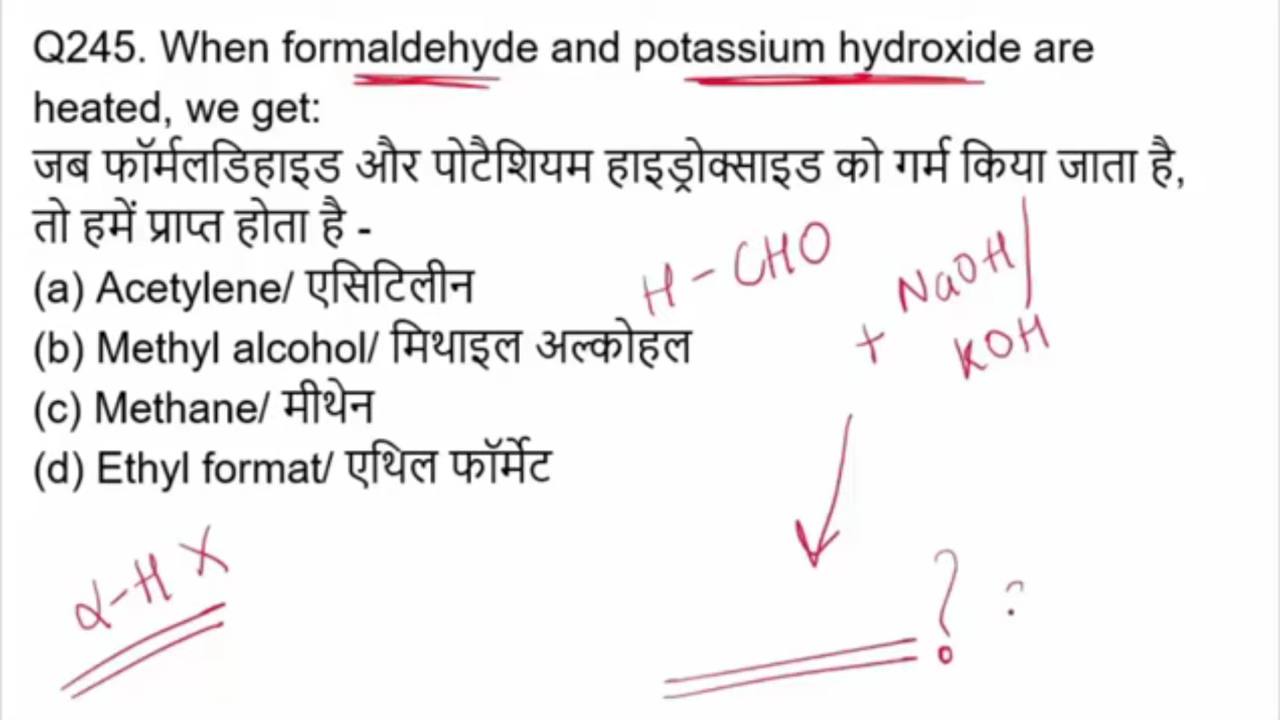 Q245. When formaldehyde and potassium hydroxide are
heated, we get:
जब फॉर्मलडिहाइड और पोटैशियम हाइड्रोक्साइड को गर्म किया जाता है,
तो हमें प्राप्त होता है -
(a) Acetylene/ एसिटिलीन
(b) Methyl alcohol/ मिथाइल अल्कोहल
(c) Methane/ मीथेन
(d) Ethyl format/ एथिल फॉर्मेट
H-CHO
+ NaOH/
KOH
α-H X
? ?